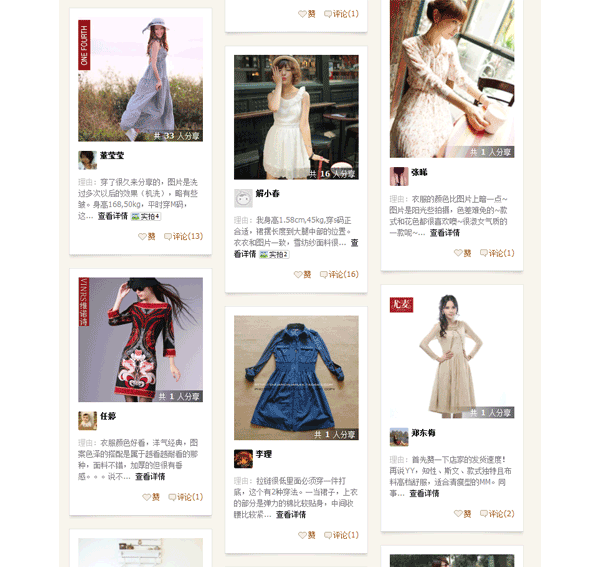 ONE FOURTH
共 33 人分享
董莹莹
理由：穿了很久来分享的，图片是洗
过多次以后的效果（机洗），略有些
皱。身高168,50kg，平时穿M码，
这... 查看详情 实拍4
赞 评论(13)
共 1 人分享
任婷
理由：衣服颜色好看，洋气经典，图
案色泽的搭配是属于越看越耐看的那
种，面料不错，加厚的但很有垂
感。。。说不... 查看详情
赞 评论(1)
赞 评论(1)
共 16 人分享
解小春
理由：我身高1.58cm,45kg,穿s码正
合适，裙摆长度到大腿中部的位置。
衣衣和图片一致，雪纺纱面料很... 查
看详情 实拍2
赞 评论(16)
共 1 人分享
李理
理由：拉链很低里面必须穿一件打
底，这个有2种穿法。一当裙子，上衣
的部分是弹力的锦比较贴身，中间收
腰比较紧... 查看详情
赞 评论(1)
共 1 人分享
张晞
理由：衣服的颜色比图片上暗一点~
图片是阳光些拍摄，色差难免的~款
式和花色都很喜欢噢~很淑女气质的
一款呢~... 查看详情
赞 评论(1)
尤麦
共 1 人分享
郑东梅
理由：首先赞一下店家的发货速度！
再说YY，知性、斯文、款式独特且布
料高档舒服，适合清瘦型的MM。同
事... 查看详情
赞 评论(2)